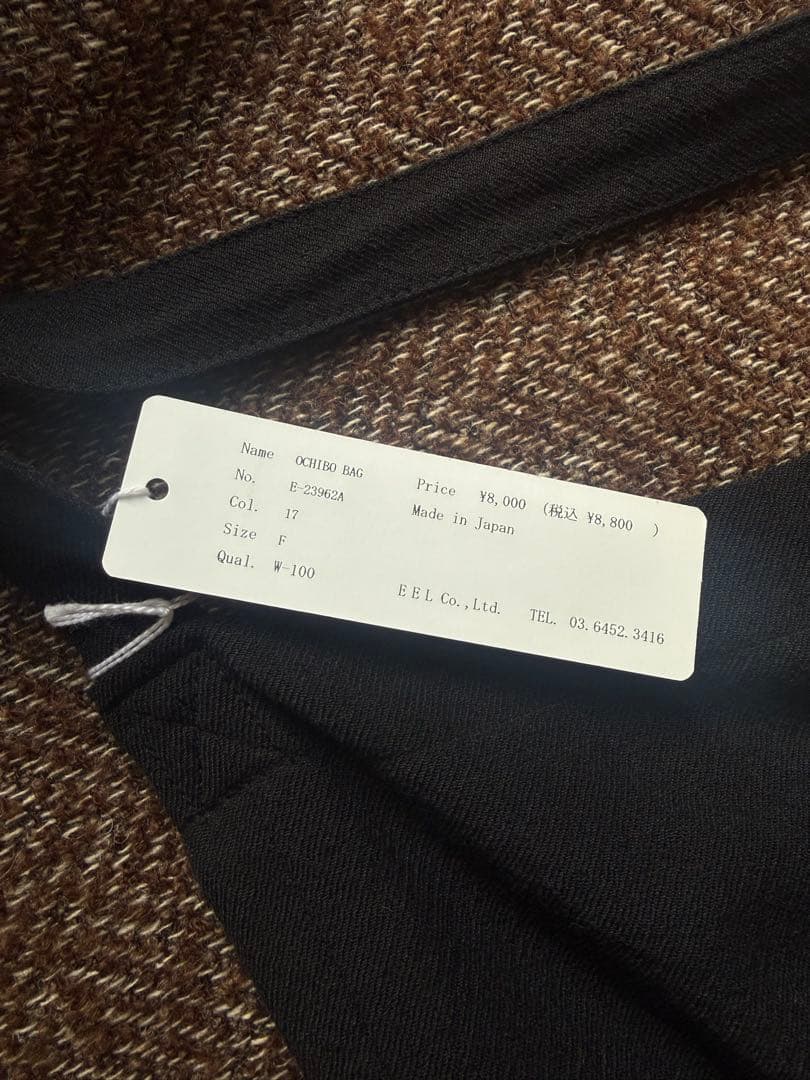 Name OCHIBO BAG
No. E-23962A
Col. 17
Size F
Qual. W-100
Price ¥8,000 (税込 ¥8,800 )
Made in Japan
EEL Co.,Ltd. TEL. 03.6452.3416